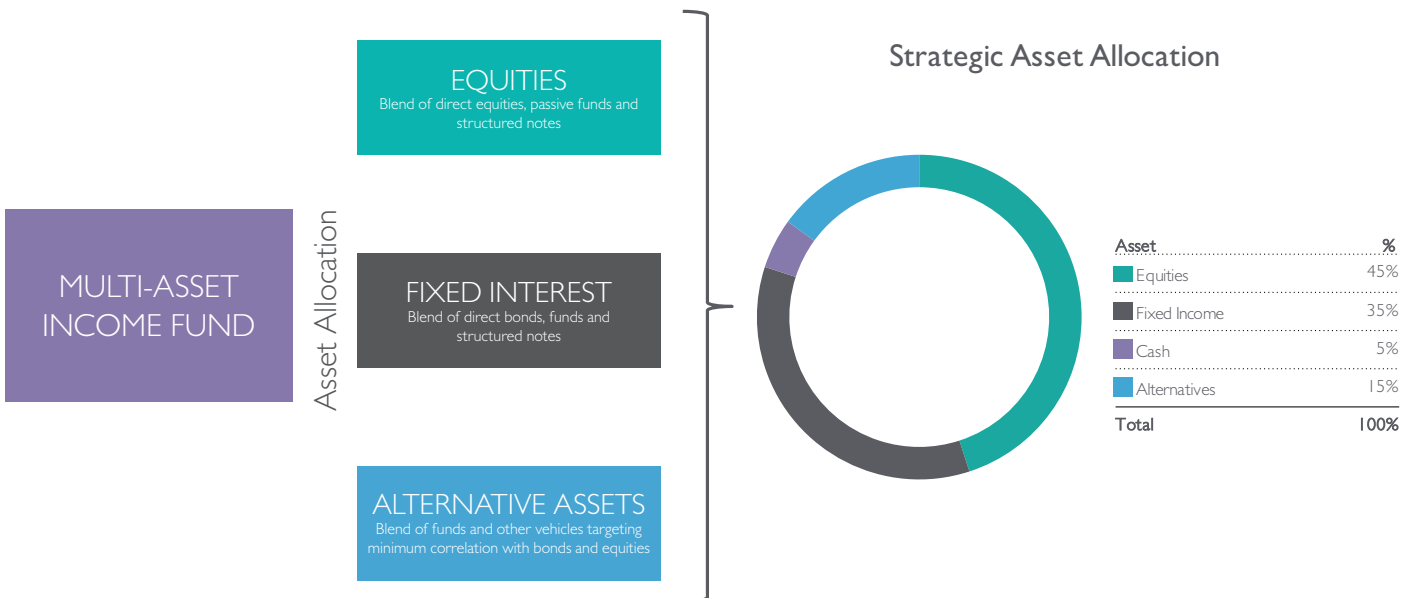 MULTI-ASSET
INCOME FUND
Asset Allocation
EQUITIES
Blend of direct equities, passive funds and
structured notes
FIXED INTEREST
Blend of direct bonds, funds and
structured notes
ALTERNATIVE ASSETS
Blend of funds and other vehicles targeting
minimum correlation with bonds and equities
Strategic Asset Allocation
Asset %
Equities 45%
Fixed Income 35%
Cash 5%
Alternatives 15%
Total 100%